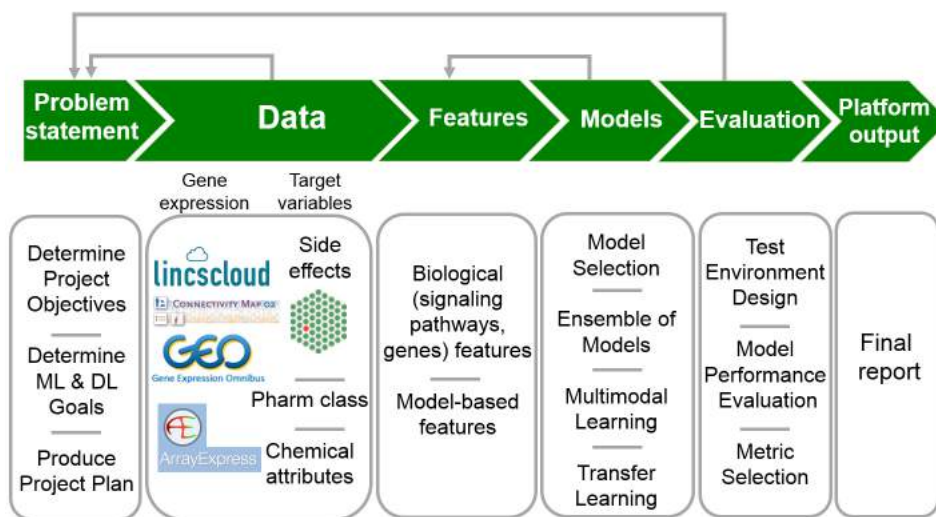 Problem
statement
Data
Features
Models
Evaluation
Platform
output
Gene
expression
Target
variables
Determine
Project
Objectives
Determine
ML & DL
Goals
Produce
Project Plan
lincscloud
CONNECTIVITY MAP 02
GEO
Gene Expression Omnibus
AE
ArrayExpress
Side
effects
Pharm class
Chemical
attributes
Biological
(signaling
pathways,
genes) features
Model-based
features
Model
Selection
Ensemble of
Models
Multimodal
Learning
Transfer
Learning
Test
Environment
Design
Model
Performance
Evaluation
Metric
Selection
Final
report